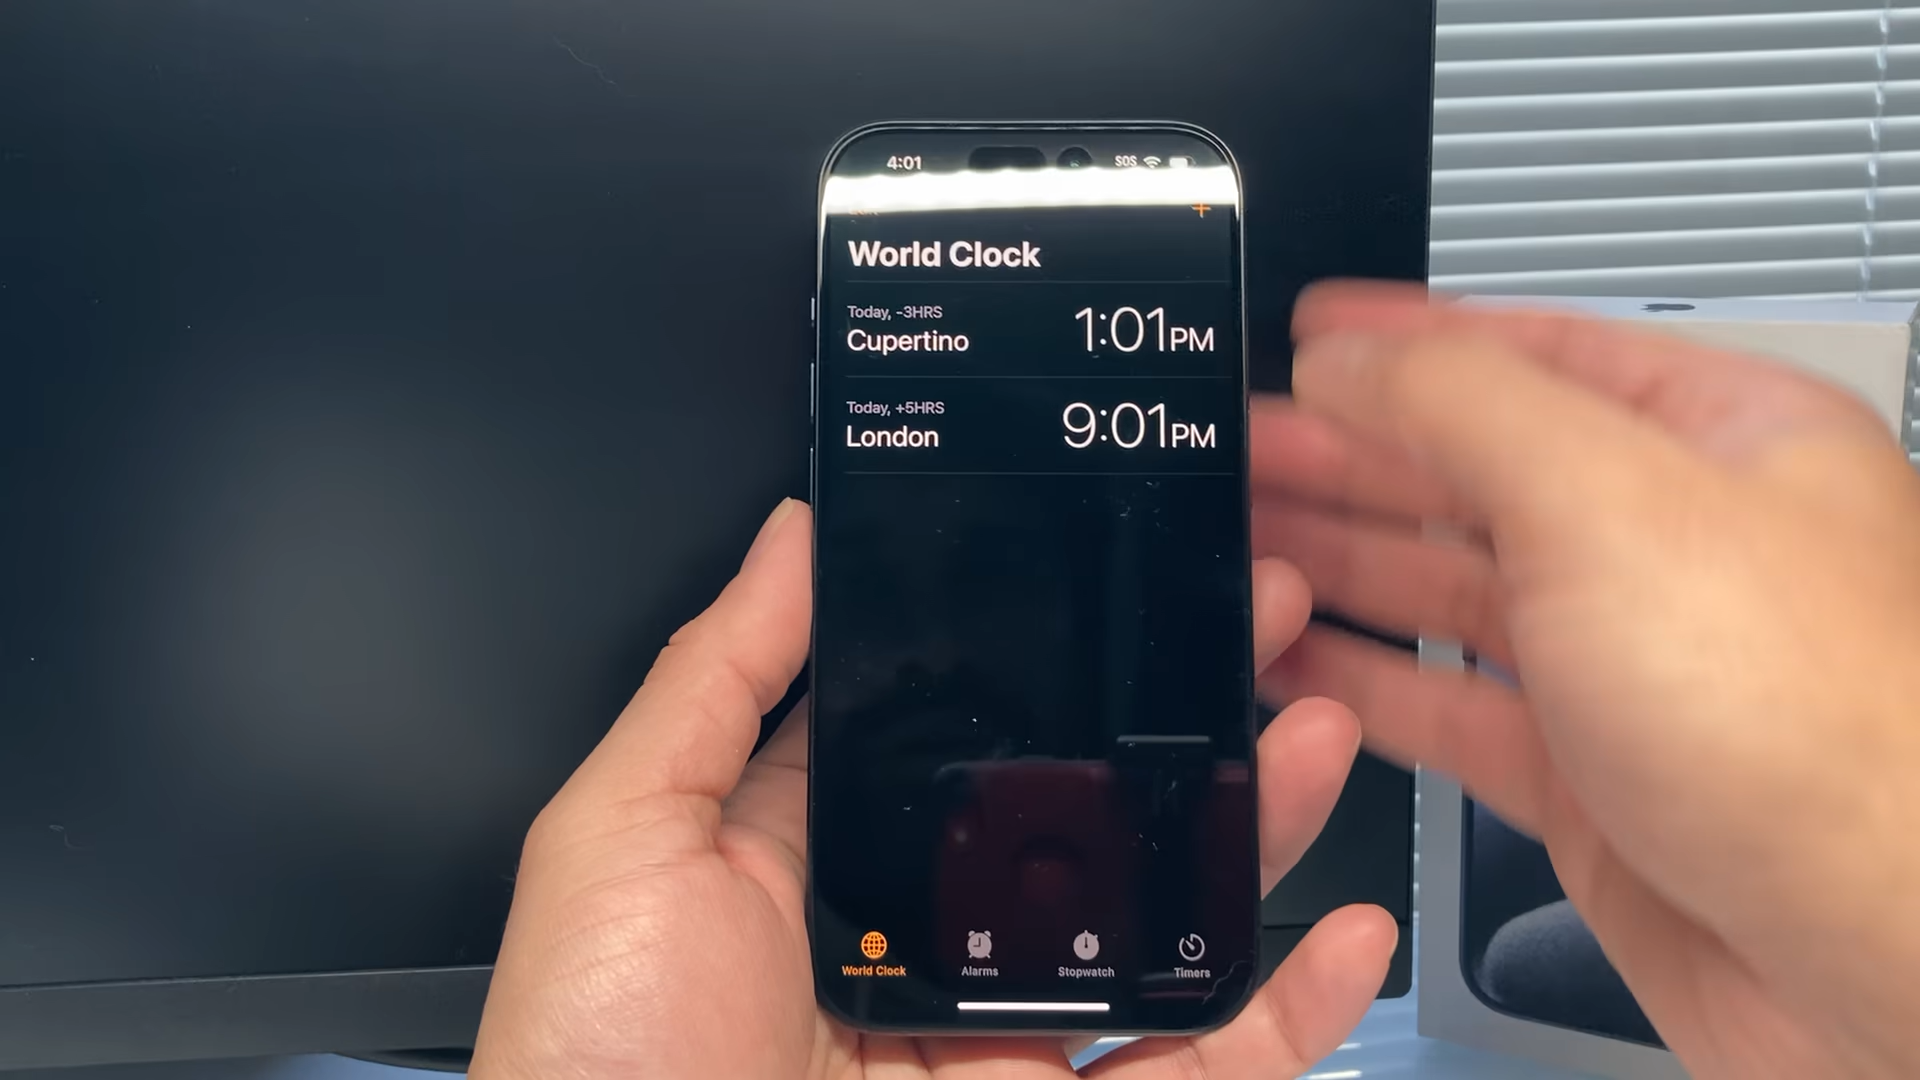 4:01 SOS
+
World Clock
Today, -3HRS
Cupertino
1:01PM
Today, +5HRS
London
9:01PM
World Clock
Alarms
Stopwatch
Timers